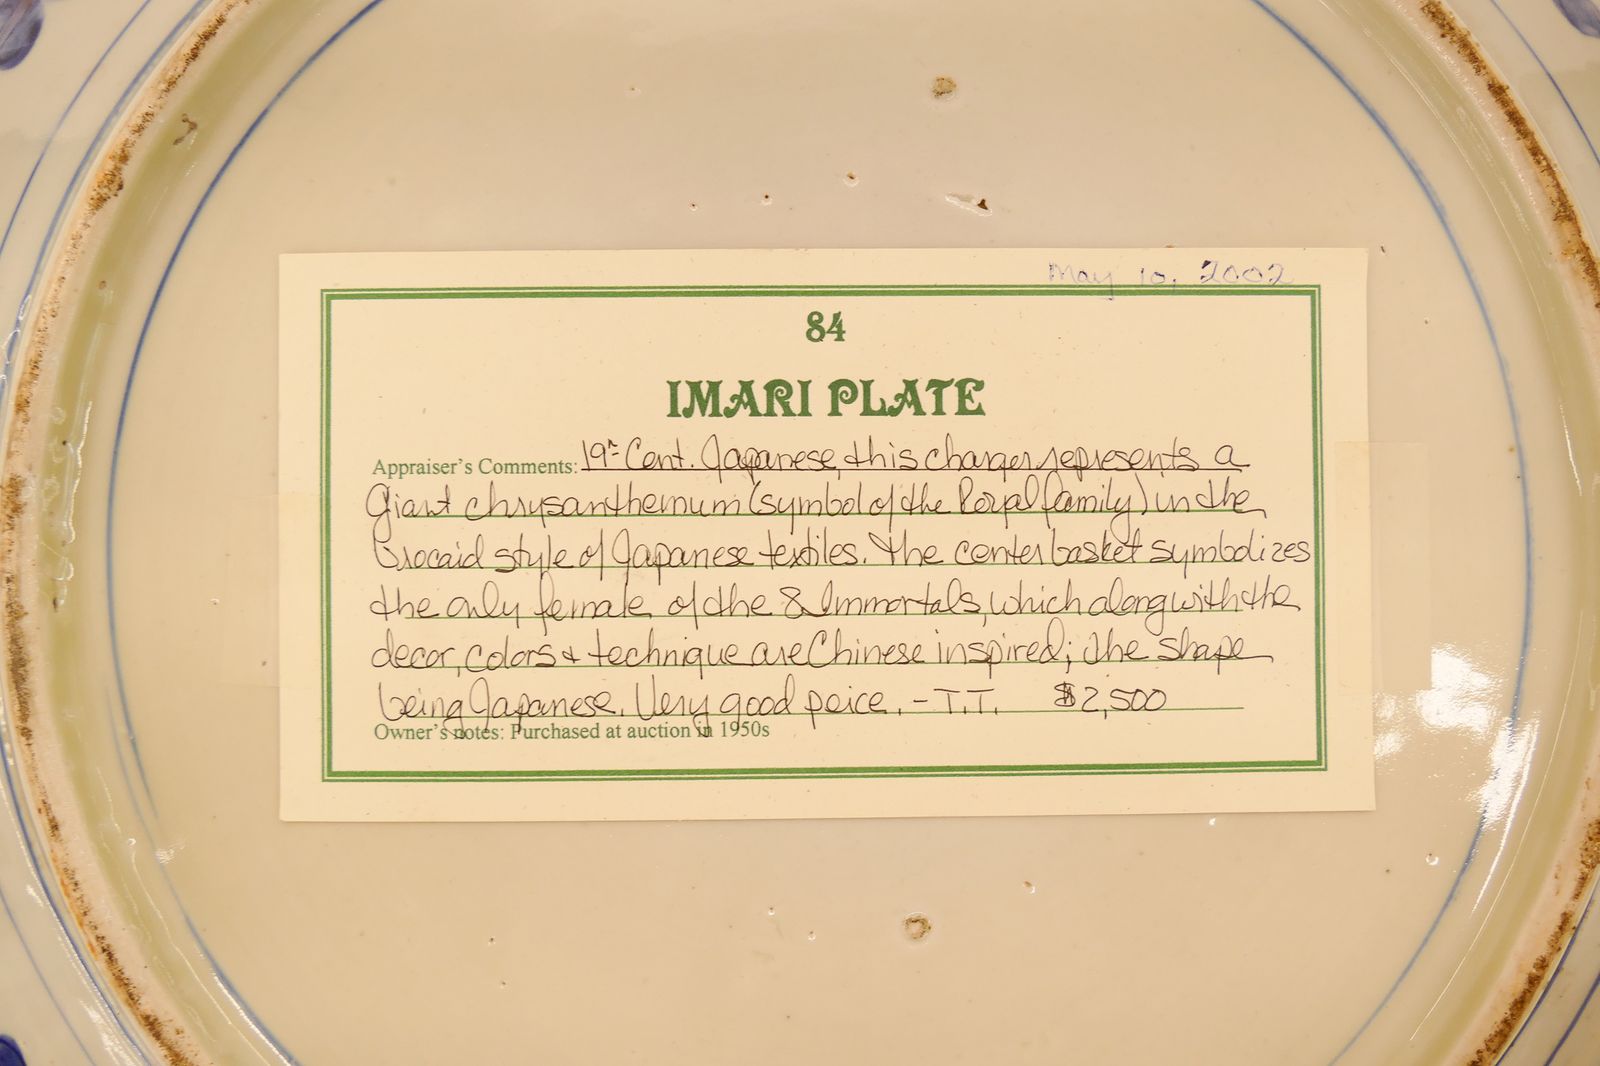 May 10, 2002
84
IMARI PLATE
Appraiser's Comments: 19th Cent. Japanese, this charger represents a
Giant chrysanthemum (symbol of the Royal family) in the
brocaid style of Japanese textiles. The center basket symbolizes
the only female of the 8 Immortals, which along with the
decor, colors & technique are Chinese inspired; the shape
being Japanese. Very good peice. - T.T. $2,500
Owner's notes: Purchased at auction in 1950s